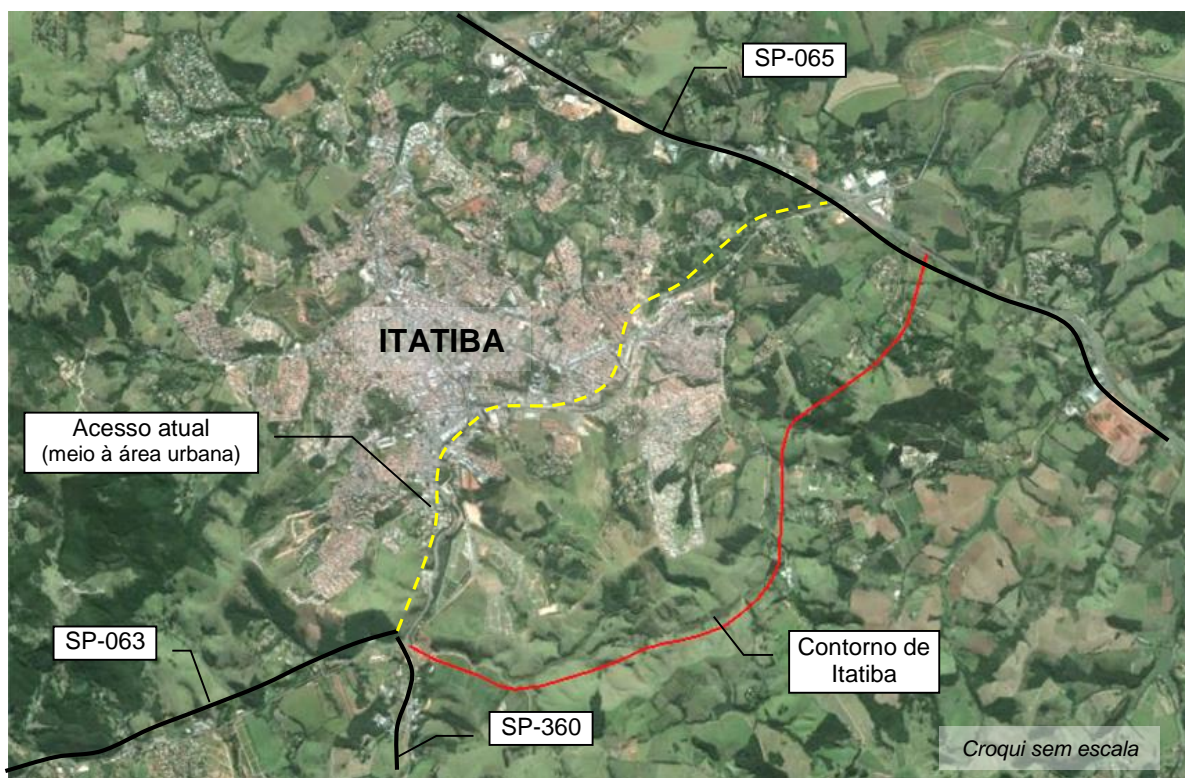 SP-065
ITATIBA
Acesso atual
(meio à área urbana)
SP-063
Contorno de
Itatiba
SP-360
Croqui sem escala